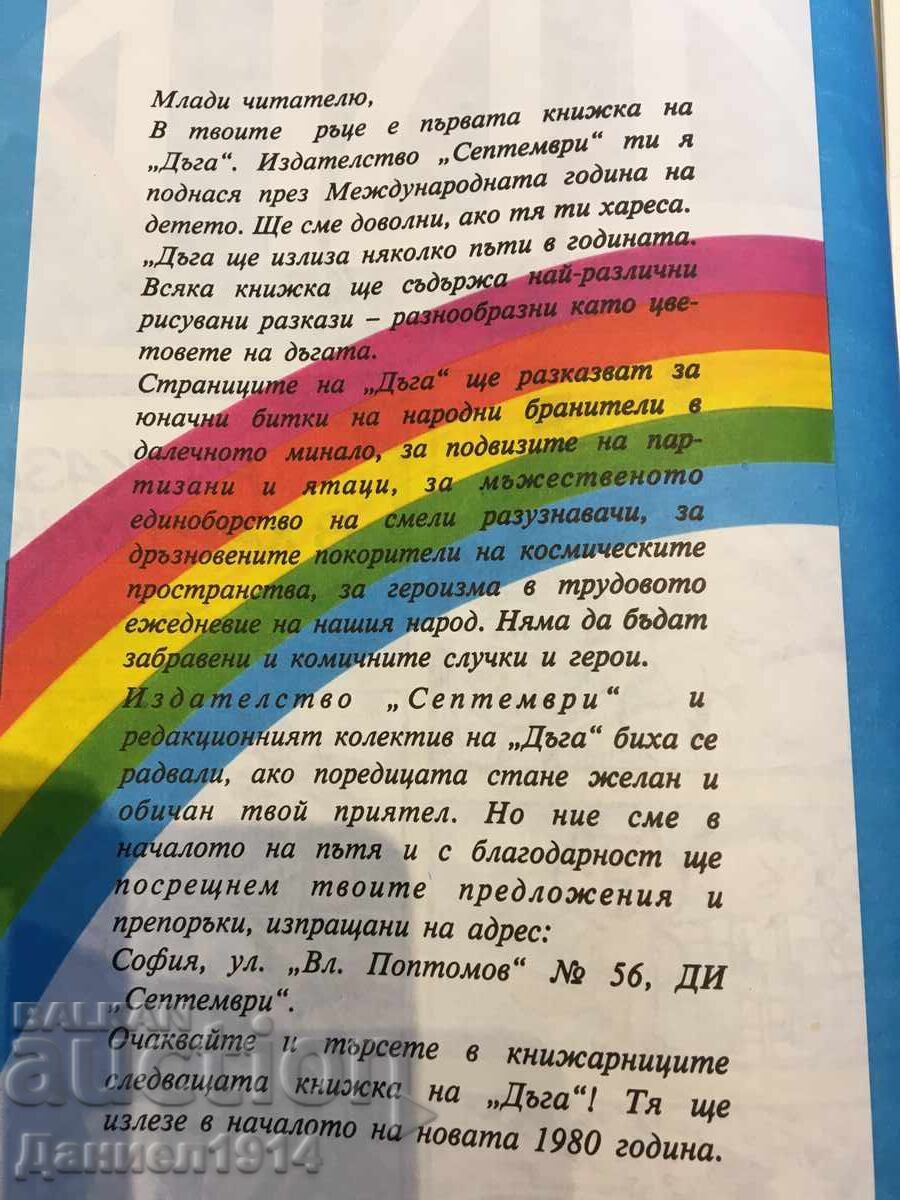 Млади читателю,
В твоите ръце е първата книжка на
„Дъга“. Издателство „Септември“ ти я
поднася през Международната година на
детето. Ще сме доволни, ако тя ти хареса.
„Дъга ще излиза няколко пъти в годината.
Всяка книжка ще съдържа най-различни
рисувани разкази – разнообразни като цве-
товете на дъгата.
Страниците на „Дъга“ ще разказват за
юначни битки на народни бранители в
далечното минало, за подвизите на пар-
тизани и ятаци, за мъжественото
единоборство на смели разузнавачи, за
дръзновените покорители на космическите
пространства, за героизма в трудовото
ежедневие на нашия народ. Няма да бъдат
забравени и комичните случки и герои.
Издателство „Септември“ и
редакционният колектив на „Дъга“ биха се
радвали, ако поредицата стане желан и
обичан твой приятел. Но ние сме в
началото на пътя и с благодарност ще
посрещнем твоите предложения и
препоръки, изпращани на адрес:
София, ул. „Вл. Поптомов“ № 56, ДИ
„Септември“.
Очаквайте и търсете в книжарниците
следващата книжка на „Дъга“! Тя ще
излезе в началото на новата 1980 година.
BALKAN
auction
Даниел1914